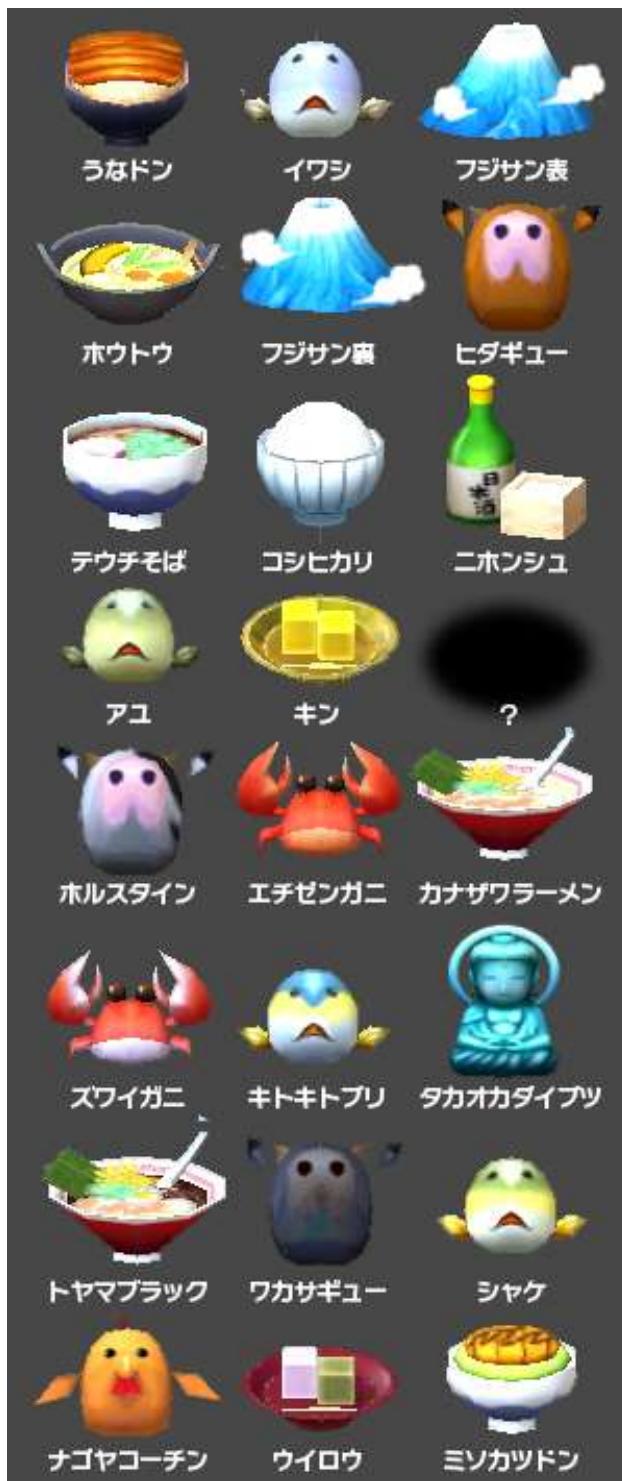 うなドン
イワシ
フジサン表
ホウトウ
フジサン裏
ヒダギュー
テウチそば
コシヒカリ
日本酒
ニホンシュ
アユ
キン
?
ホルスタイン
エチゼンガニ
カナザワラーメン
ズワイガニ
キトキトブリ
タカオカダイブツ
トヤマブラック
ワカサギュー
シャケ
ナゴヤコーチン
ウイロウ
ミソカツドン